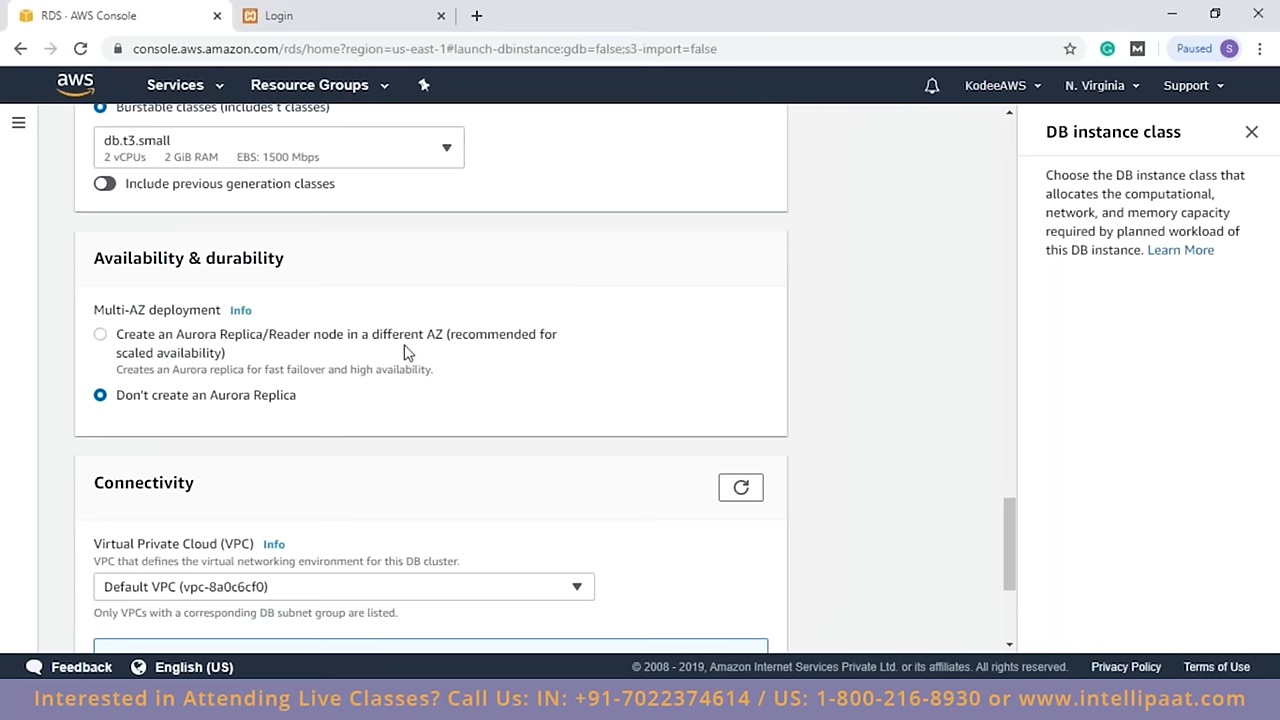 RDS · AWS Console
Login
console.aws.amazon.com/rds/home?region=us-east-1#launch-dbinstance:gdb=false;s3-import=false
Paused
S
aws
Services
Resource Groups
KodeeAWS
N. Virginia
Support
Burstable classes (includes t classes)
db.t3.small
2 vCPUs 2 GiB RAM EBS: 1500 Mbps
Include previous generation classes
Availability & durability
Multi-AZ deployment Info
Create an Aurora Replica/Reader node in a different AZ (recommended for
scaled availability)
Creates an Aurora replica for fast failover and high availability.
Don't create an Aurora Replica
Connectivity
Virtual Private Cloud (VPC) Info
VPC that defines the virtual networking environment for this DB cluster.
Default VPC (vpc-8a0c6cf0)
Only VPCs with a corresponding DB subnet group are listed.
DB instance class
Choose the DB instance class that
allocates the computational,
network, and memory capacity
required by planned workload of
this DB instance. Learn More
Feedback
English (US)
© 2008 - 2019, Amazon Internet Services Private Ltd. or its affiliates. All rights reserved.
Privacy Policy
Terms of Use
Interested in Attending Live Classes? Call Us: IN: +91-7022374614 / US: 1-800-216-8930 or www.intellipaat.com